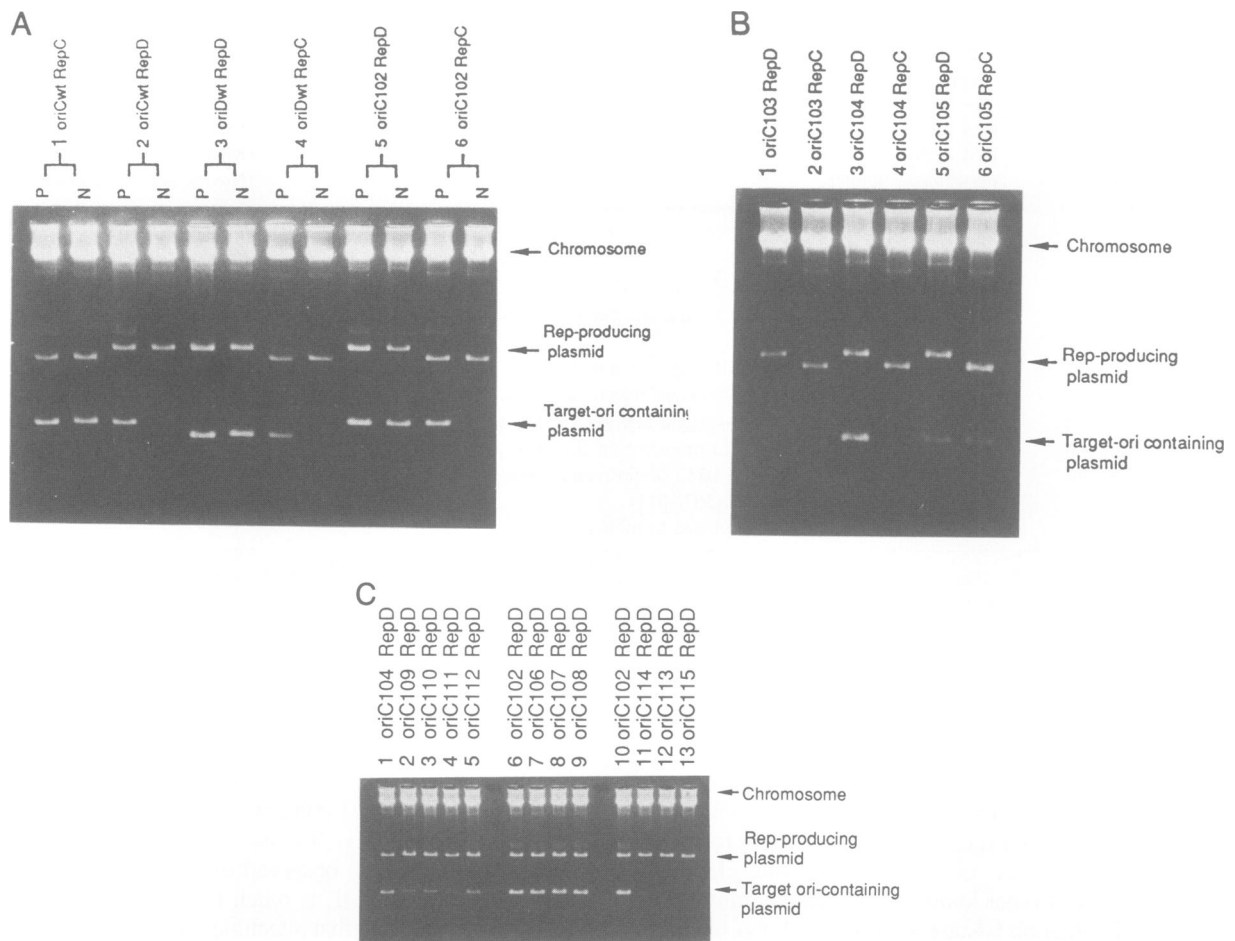 A
1 oriCwt RepC
2 oriCwt RepD
3 oriDwt RepD
4 oriDwt RepC
5 oriC102 RepD
6 oriC102 RepC
P N P N P N P N P N P N
Chromosome
Rep-producing
plasmid
Target-ori containing
plasmid
B
1 oriC103 RepD
2 oriC103 RepC
3 oriC104 RepD
4 oriC104 RepC
5 oriC105 RepD
6 oriC105 RepC
Chromosome
Rep-producing
plasmid
Target-ori containing
plasmid
C
1 oriC104 RepD
2 oriC109 RepD
3 oriC110 RepD
4 oriC111 RepD
5 oriC112 RepD
6 oriC102 RepD
7 oriC106 RepD
8 oriC107 RepD
9 oriC108 RepD
10 oriC102 RepD
11 oriC114 RepD
12 oriC113 RepD
13 oriC115 RepD
Chromosome
Rep-producing
plasmid
Target ori-containing
plasmid